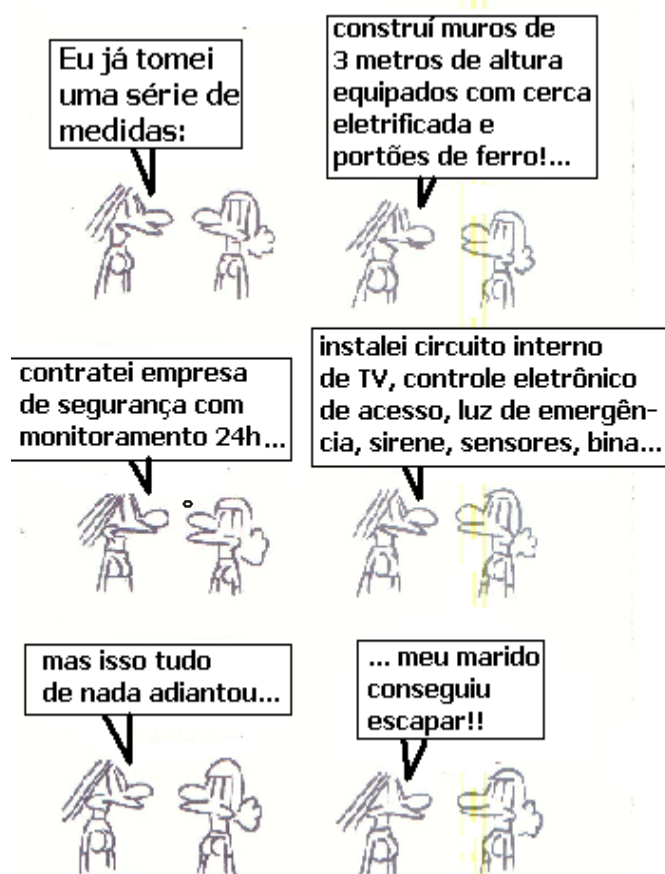 Eu já tomei
uma série de
medidas:
construí muros de
3 metros de altura
equipados com cerca
eletrificada e
portões de ferro!...
contratei empresa
de segurança com
monitoramento 24h...
instalei circuito interno
de TV, controle eletrônico
de acesso, luz de emergên-
cia, sirene, sensores, bina...
mas isso tudo
de nada adiantou...
... meu marido
conseguiu
escapar!!